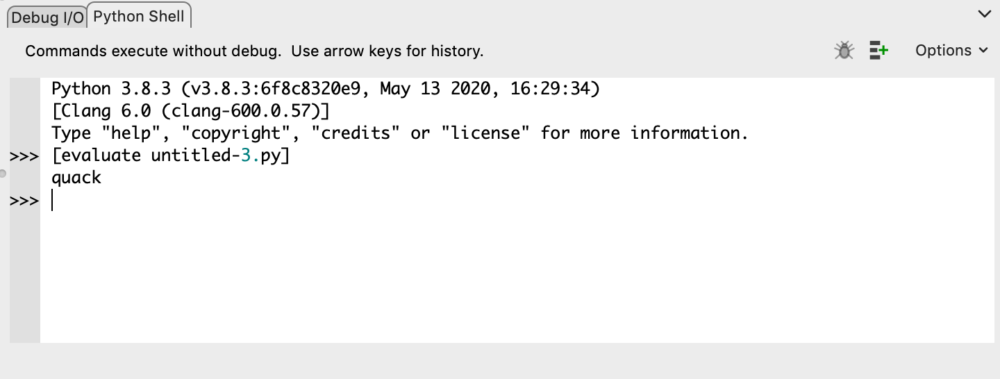 Debug I/O Python Shell
Commands execute without debug.  Use arrow keys for history.
Options
Python 3.8.3 (v3.8.3:6f8c8320e9, May 13 2020, 16:29:34)
[Clang 6.0 (clang-600.0.57)]
Type "help", "copyright", "credits" or "license" for more information.
>>> [evaluate untitled-3.py]
quack
>>>